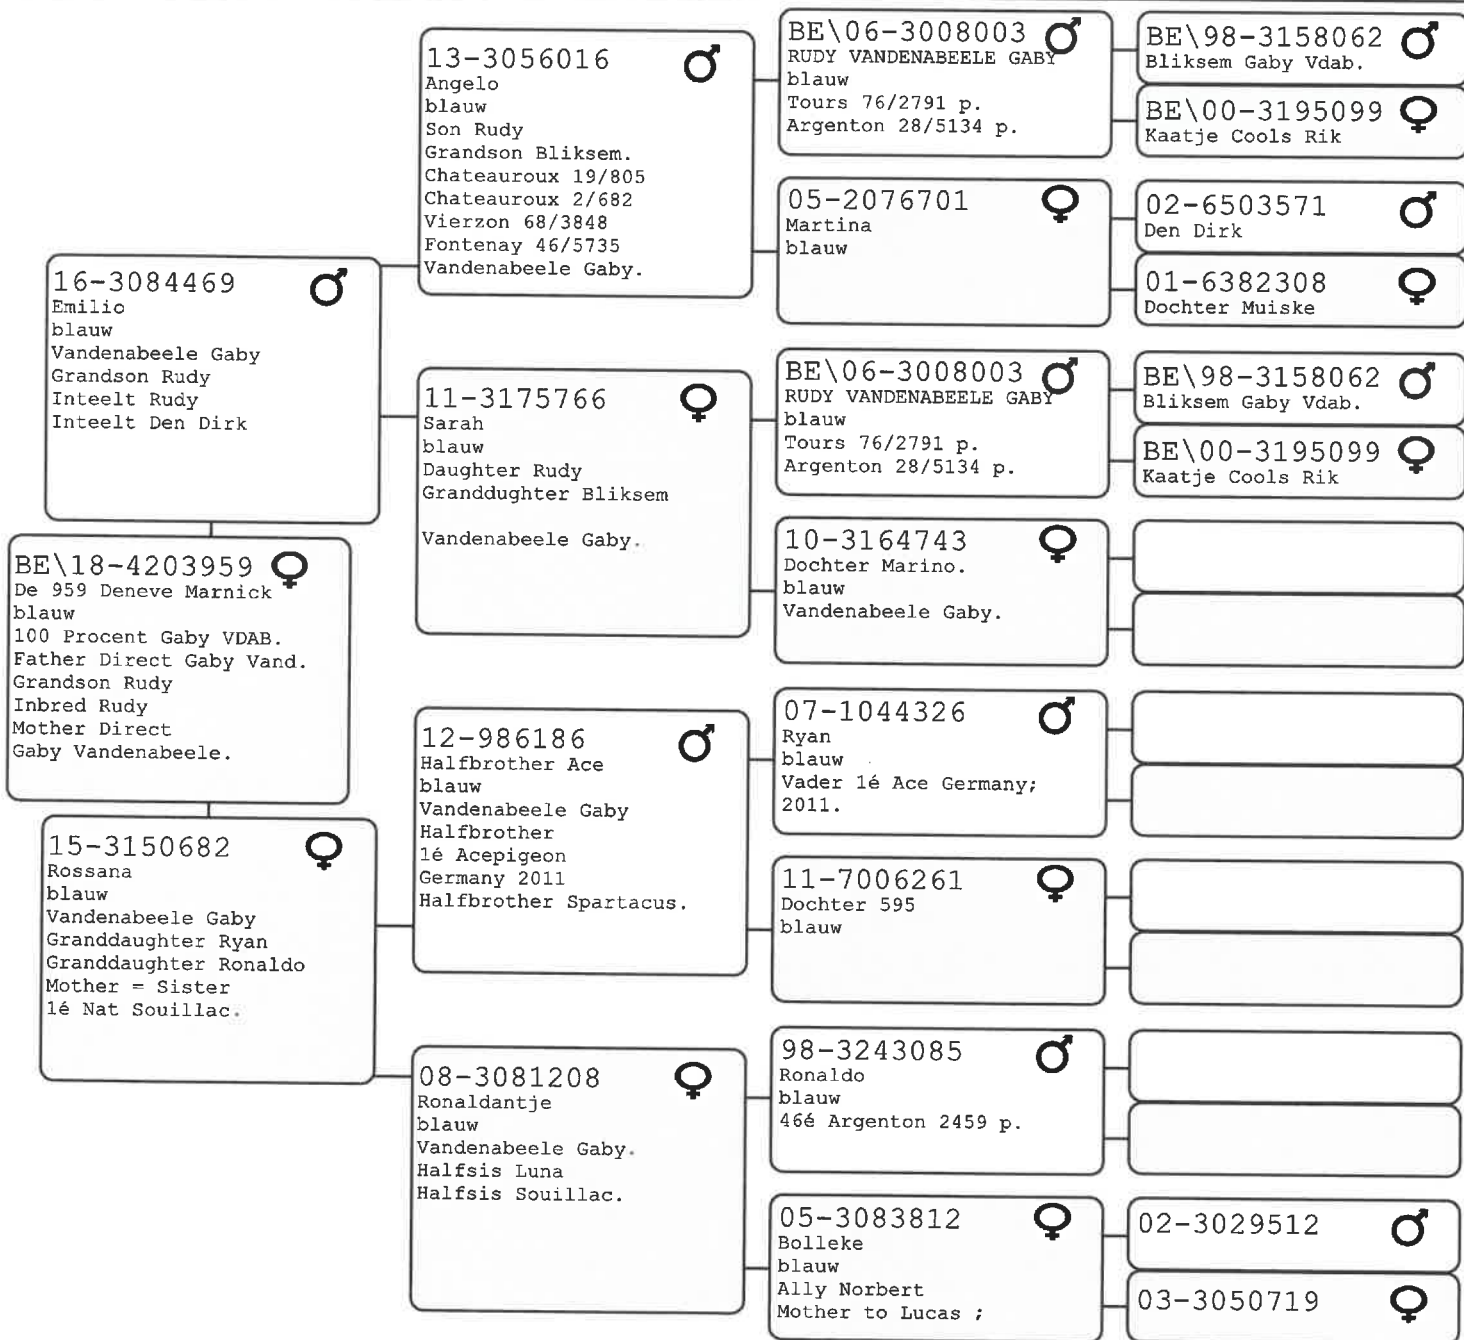 BE\18-4203959
De 959 Deneve Marnick
blauw
100 Procent Gaby VDAB.
Father Direct Gaby Vand.
Grandson Rudy
Inbred Rudy
Mother Direct
Gaby Vandenabeele.
16-3084469
Emilio
blauw
Vandenabeele Gaby
Grandson Rudy
Inteelt Rudy
Inteelt Den Dirk
15-3150682
Rossana
blauw
Vandenabeele Gaby
Granddaughter Ryan
Granddaughter Ronaldo
Mother = Sister
1é Nat Souillac.
13-3056016
Angelo
blauw
Son Rudy
Grandson Bliksem.
Chateauroux 19/805
Chateauroux 2/682
Vierzon 68/3848
Fontenay 46/5735
Vandenabeele Gaby.
11-3175766
Sarah
blauw
Daughter Rudy
Granddughter Bliksem
Vandenabeele Gaby.
12-986186
Halfbrother Ace
blauw
Vandenabeele Gaby
Halfbrother
1é Acepigeon
Germany 2011
Halfbrother Spartacus.
08-3081208
Ronaldantje
blauw
Vandenabeele Gaby.
Halfsis Luna
Halfsis Souillac.
BE\06-3008003
RUDY VANDENABEELE GABY
blauw
Tours 76/2791 p.
Argenton 28/5134 p.
05-2076701
Martina
blauw
BE\06-3008003
RUDY VANDENABEELE GABY
blauw
Tours 76/2791 p.
Argenton 28/5134 p.
10-3164743
Dochter Marino.
blauw
Vandenabeele Gaby.
07-1044326
Ryan
blauw
Vader 1é Ace Germany;
2011.
11-7006261
Dochter 595
blauw
98-3243085
Ronaldo
blauw
46é Argenton 2459 p.
05-3083812
Bolleke
blauw
Ally Norbert
Mother to Lucas ;
BE\98-3158062
Bliksem Gaby Vdab.
BE\00-3195099
Kaatje Cools Rik
02-6503571
Den Dirk
01-6382308
Dochter Muiske
BE\98-3158062
Bliksem Gaby Vdab.
BE\00-3195099
Kaatje Cools Rik
02-3029512
03-3050719